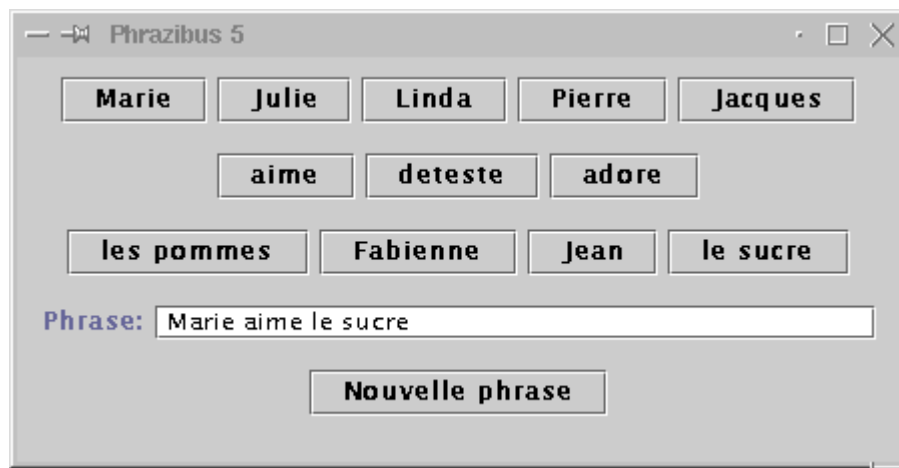 Phrazibus 5
Marie Julie Linda Pierre Jacques
aime deteste adore
les pommes Fabienne Jean le sucre
Phrase: Marie aime le sucre
Nouvelle phrase